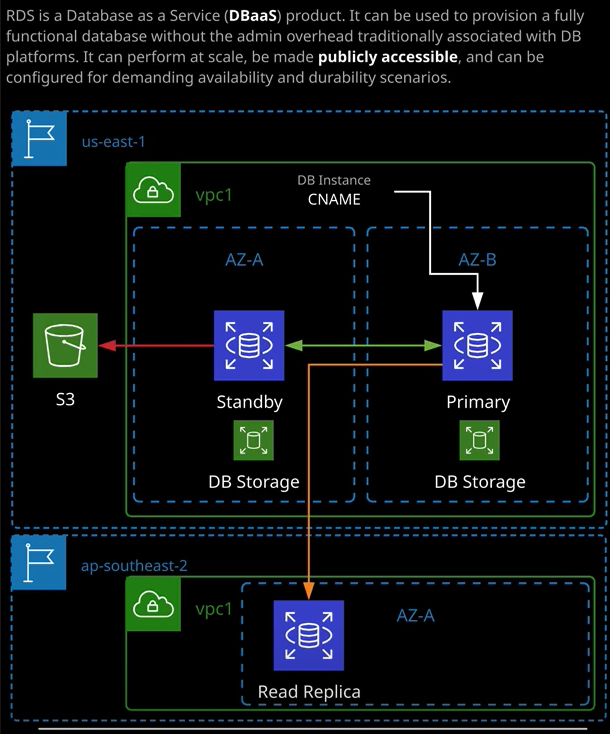 RDS is a Database as a Service (DBaaS) product. It can be used to provision a fully
functional database without the admin overhead traditionally associated with DB
platforms. It can perform at scale, be made publicly accessible, and can be
configured for demanding availability and durability scenarios.
us-east-1
vpc1
DB Instance
CNAME
AZ-A
AZ-B
S3
Standby
Primary
DB Storage
DB Storage
ap-southeast-2
vpc1
AZ-A
Read Replica